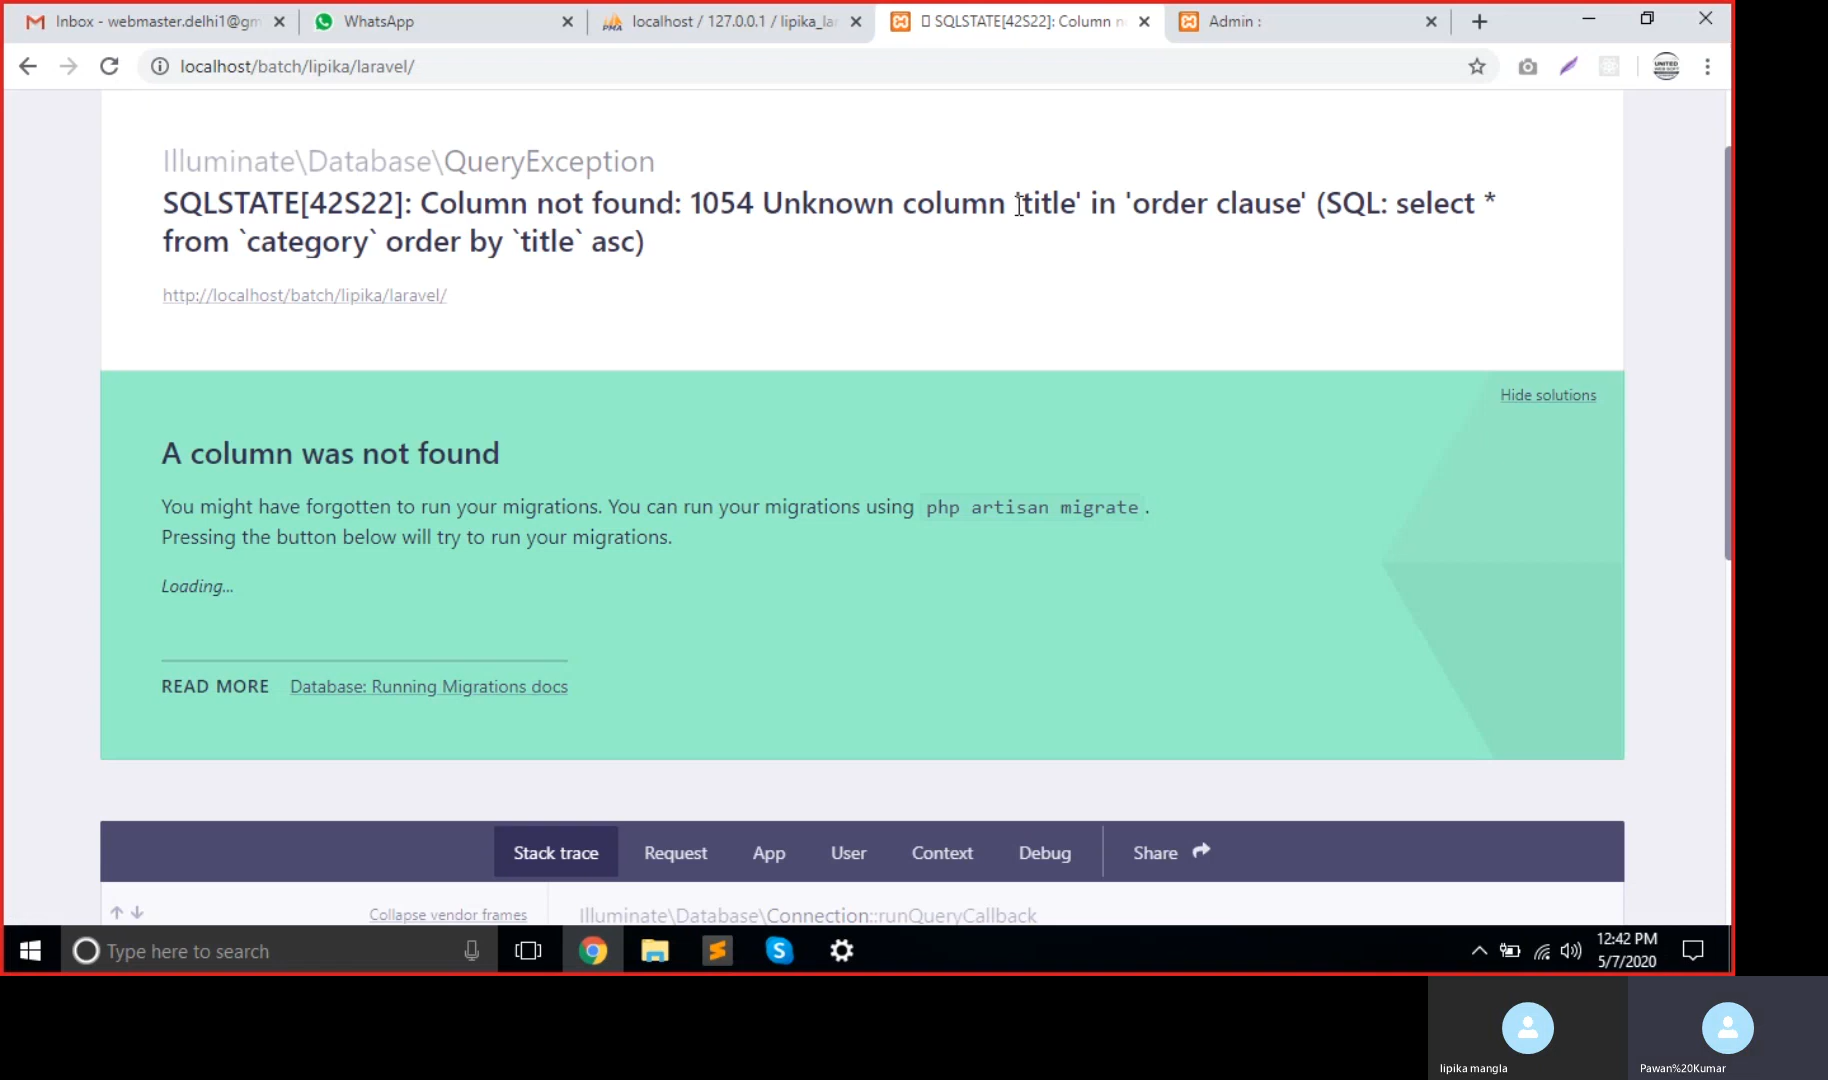 Inbox - webmaster.delhi1@gm
WhatsApp
localhost / 127.0.0.1 / lipika_la
SQLSTATE[42S22]: Column n
Admin :
localhost/batch/lipika/laravel/
Illuminate\Database\QueryException
SQLSTATE[42S22]: Column not found: 1054 Unknown column 'title' in 'order clause' (SQL: select *
from `category` order by `title` asc)
http://localhost/batch/lipika/laravel/
Hide solutions
A column was not found
You might have forgotten to run your migrations. You can run your migrations using php artisan migrate.
Pressing the button below will try to run your migrations.
Loading...
READ MORE Database: Running Migrations docs
Stack trace Request App User Context Debug Share
Collapse vendor frames
Illuminate\Database\Connection::runQueryCallback
Type here to search
12:42 PM
5/7/2020
lipika mangla
Pawan%20Kumar